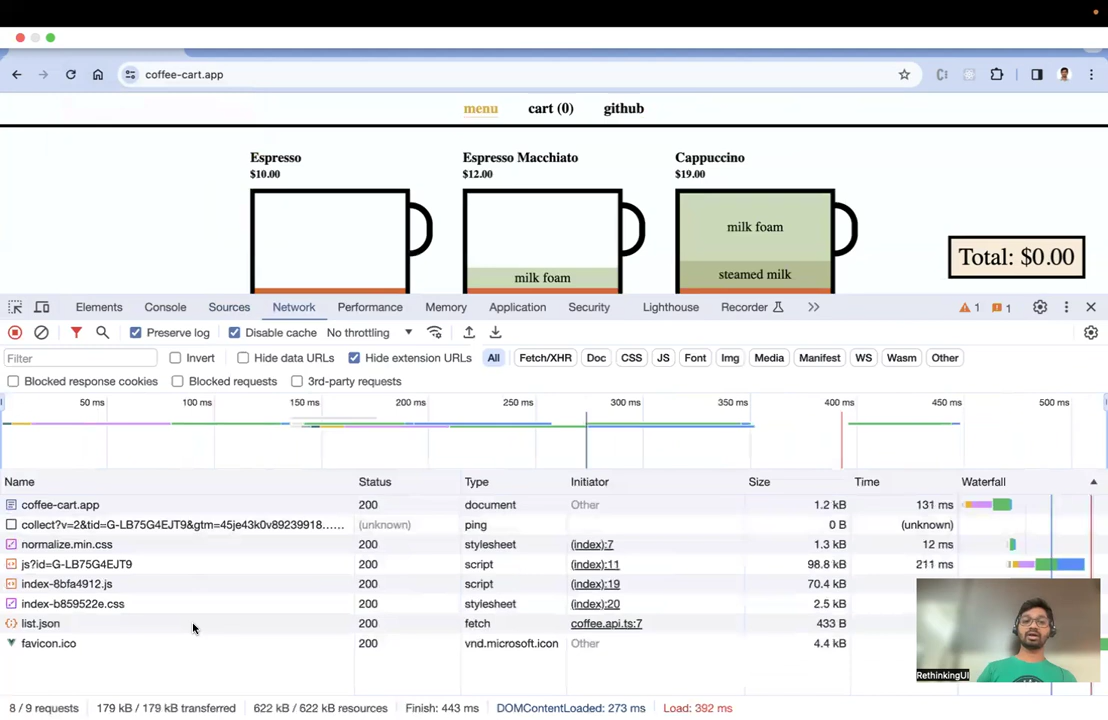 coffee-cart.app
menu cart (0) github
Espresso Espresso Macchiato Cappuccino
$10.00 $12.00 $19.00
milk foam
milk foam steamed milk
Total: $0.00
Elements Console Sources Network Performance Memory Application Security Lighthouse Recorder 1 1
Preserve log Disable cache No throttling
Filter Invert Hide data URLs Hide extension URLs All Fetch/XHR Doc CSS JS Font Img Media Manifest WS Wasm Other
Blocked response cookies Blocked requests 3rd-party requests
50 ms 100 ms 150 ms 200 ms 250 ms 300 ms 350 ms 400 ms 450 ms 500 ms
Name Status Type Initiator Size Time Waterfall
coffee-cart.app 200 document Other 1.2 kB 131 ms
collect?v=2&tid=G-LB75G4EJT9&gtm=45je43k0v89239918...… (unknown) ping 0 B (unknown)
normalize.min.css 200 stylesheet (index):7 1.3 kB 12 ms
js?id=G-LB75G4EJT9 200 script (index):11 98.8 kB 211 ms
index-8bfa4912.js 200 script (index):19 70.4 kB
index-b859522e.css 200 stylesheet (index):20 2.5 kB
list.json 200 fetch coffee.api.ts:7 433 B
favicon.ico 200 vnd.microsoft.icon Other 4.4 kB
RethinkingUI
8 / 9 requests 179 kB / 179 kB transferred 622 kB / 622 kB resources Finish: 443 ms DOMContentLoaded: 273 ms Load: 392 ms